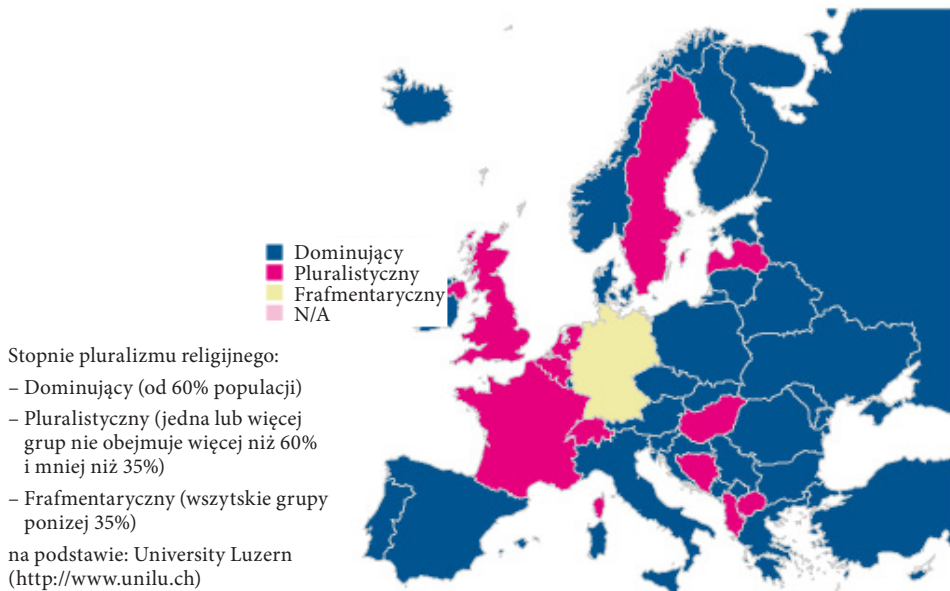 Dominujący
Pluralistyczny
Frafmentaryczny
N/A
Stopnie pluralizmu religijnego:
– Dominujący (od 60% populacji)
– Pluralistyczny (jedna lub więcej
grup nie obejmuje więcej niż 60%
i mniej niż 35%)
– Frafmentaryczny (wszytskie grupy
ponizej 35%)
na podstawie: University Luzern
(http://www.unilu.ch)